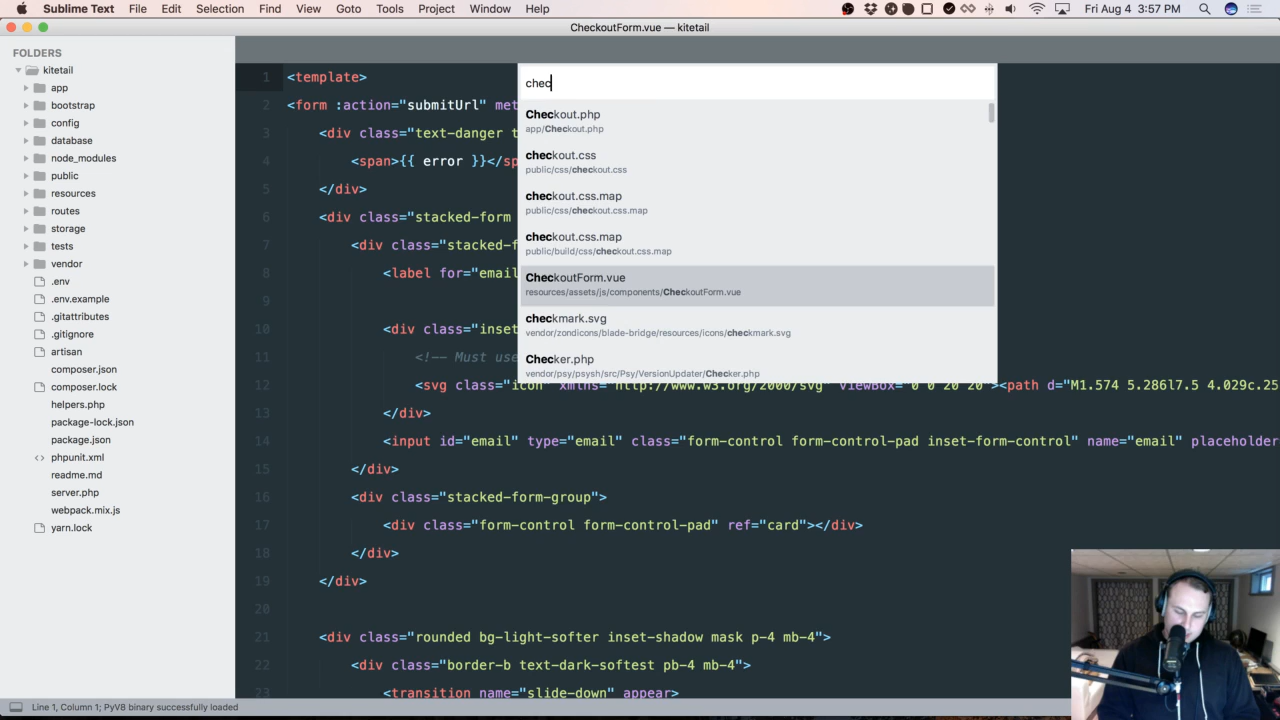 Sublime Text File Edit Selection Find View Goto Tools Project Window Help Fri Aug 4 3:57 PM
CheckoutForm.vue — kitetail
FOLDERS
kitetail
app
bootstrap
config
database
node_modules
public
resources
routes
storage
tests
vendor
.env
.env.example
.gitattributes
.gitignore
artisan
composer.json
composer.lock
helpers.php
package-lock.json
package.json
<> phpunit.xml
readme.md
server.php
webpack.mix.js
yarn.lock
chec
Checkout.php
app/Checkout.php
checkout.css
public/css/checkout.css
checkout.css.map
public/css/checkout.css.map
checkout.css.map
public/build/css/checkout.css.map
CheckoutForm.vue
resources/assets/js/components/CheckoutForm.vue
checkmark.svg
vendor/zondicons/blade-bridge/resources/icons/checkmark.svg
Checker.php
vendor/psy/psysh/src/Psy/VersionUpdater/Checker.php
1 <template>
2 <form :action="submitUrl" met
3 <div class="text-danger t
4 <span>{{ error }}</sp
5 </div>
6 <div class="stacked-form
7 <div class="stacked-f
8 <label for="email"
9
10 <div class="inset
11 <!-- Must use
12 <svg class="icon" xmlns="http://www.w3.org/2000/svg" viewBox="0 0 20 20"><path d="M1.574 5.286l7.5 4.029c.25
13 </div>
14 <input id="email" type="email" class="form-control form-control-pad inset-form-control" name="email" placeholder
15 </div>
16 <div class="stacked-form-group">
17 <div class="form-control form-control-pad" ref="card"></div>
18 </div>
19 </div>
20
21 <div class="rounded bg-light-softer inset-shadow mask p-4 mb-4">
22 <div class="border-b text-dark-softest pb-4 mb-4">
23 <transition name="slide-down" appear>
Line 1, Column 1; PyV8 binary successfully loaded